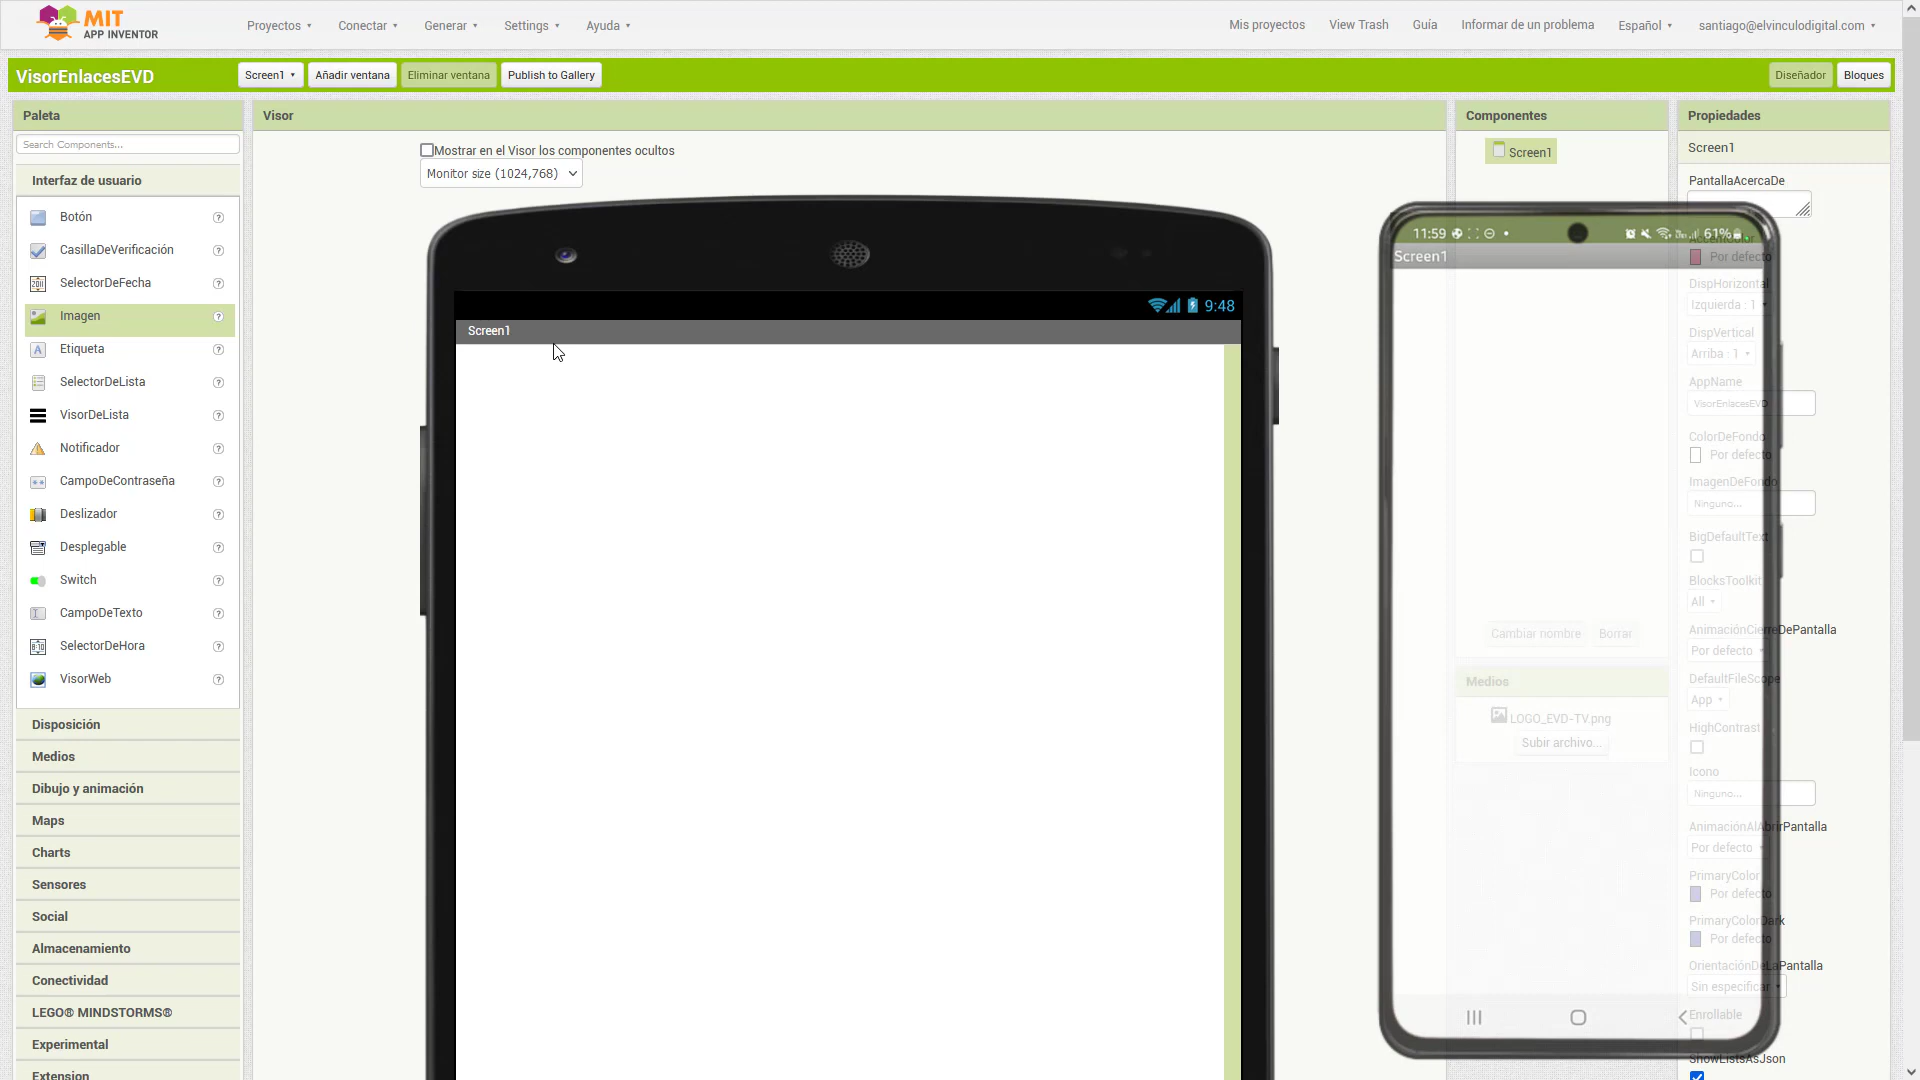 MIT
APP INVENTOR
Proyectos
Conectar
Generar
Settings
Ayuda
Mis proyectos
View Trash
Guía
Informar de un problema
Español
santiago@elvinculodigital.com
VisorEnlacesEVD
Screen1
Añadir ventana
Eliminar ventana
Publish to Gallery
Diseñador
Bloques
Paleta
Search Components...
Interfaz de usuario
Botón
CasillaDeVerificación
SelectorDeFecha
Imagen
Etiqueta
SelectorDeLista
VisorDeLista
Notificador
CampoDeContraseña
Deslizador
Desplegable
Switch
CampoDeTexto
SelectorDeHora
VisorWeb
Disposición
Medios
Dibujo y animación
Maps
Charts
Sensores
Social
Almacenamiento
Conectividad
LEGO® MINDSTORMS®
Experimental
Extension
Visor
Mostrar en el Visor los componentes ocultos
Monitor size (1024,768)
9:48
Screen1
Componentes
Screen1
11:59
61%
Screen1
Cambiar nombre
Borrar
Medios
LOGO_EVD-TV.png
Subir archivo...
Propiedades
Screen1
PantallaAcercaDe
Por defecto
DispHorizontal
Izquierda : 1
DispVertical
Arriba : 1
AppName
VisorEnlacesEVD
ColorDeFondo
Por defecto
ImagenDeFondo
Ninguno...
BigDefaultText
BlocksToolkit
All
AnimaciónCierreDePantalla
Por defecto
DefaultFileScope
App
HighContrast
Icono
Ninguno...
AnimaciónAlAbrirPantalla
Por defecto
PrimaryColor
Por defecto
PrimaryColorDark
Por defecto
OrientaciónDeLaPantalla
Sin especificar
Enrollable
ShowListsAsJson